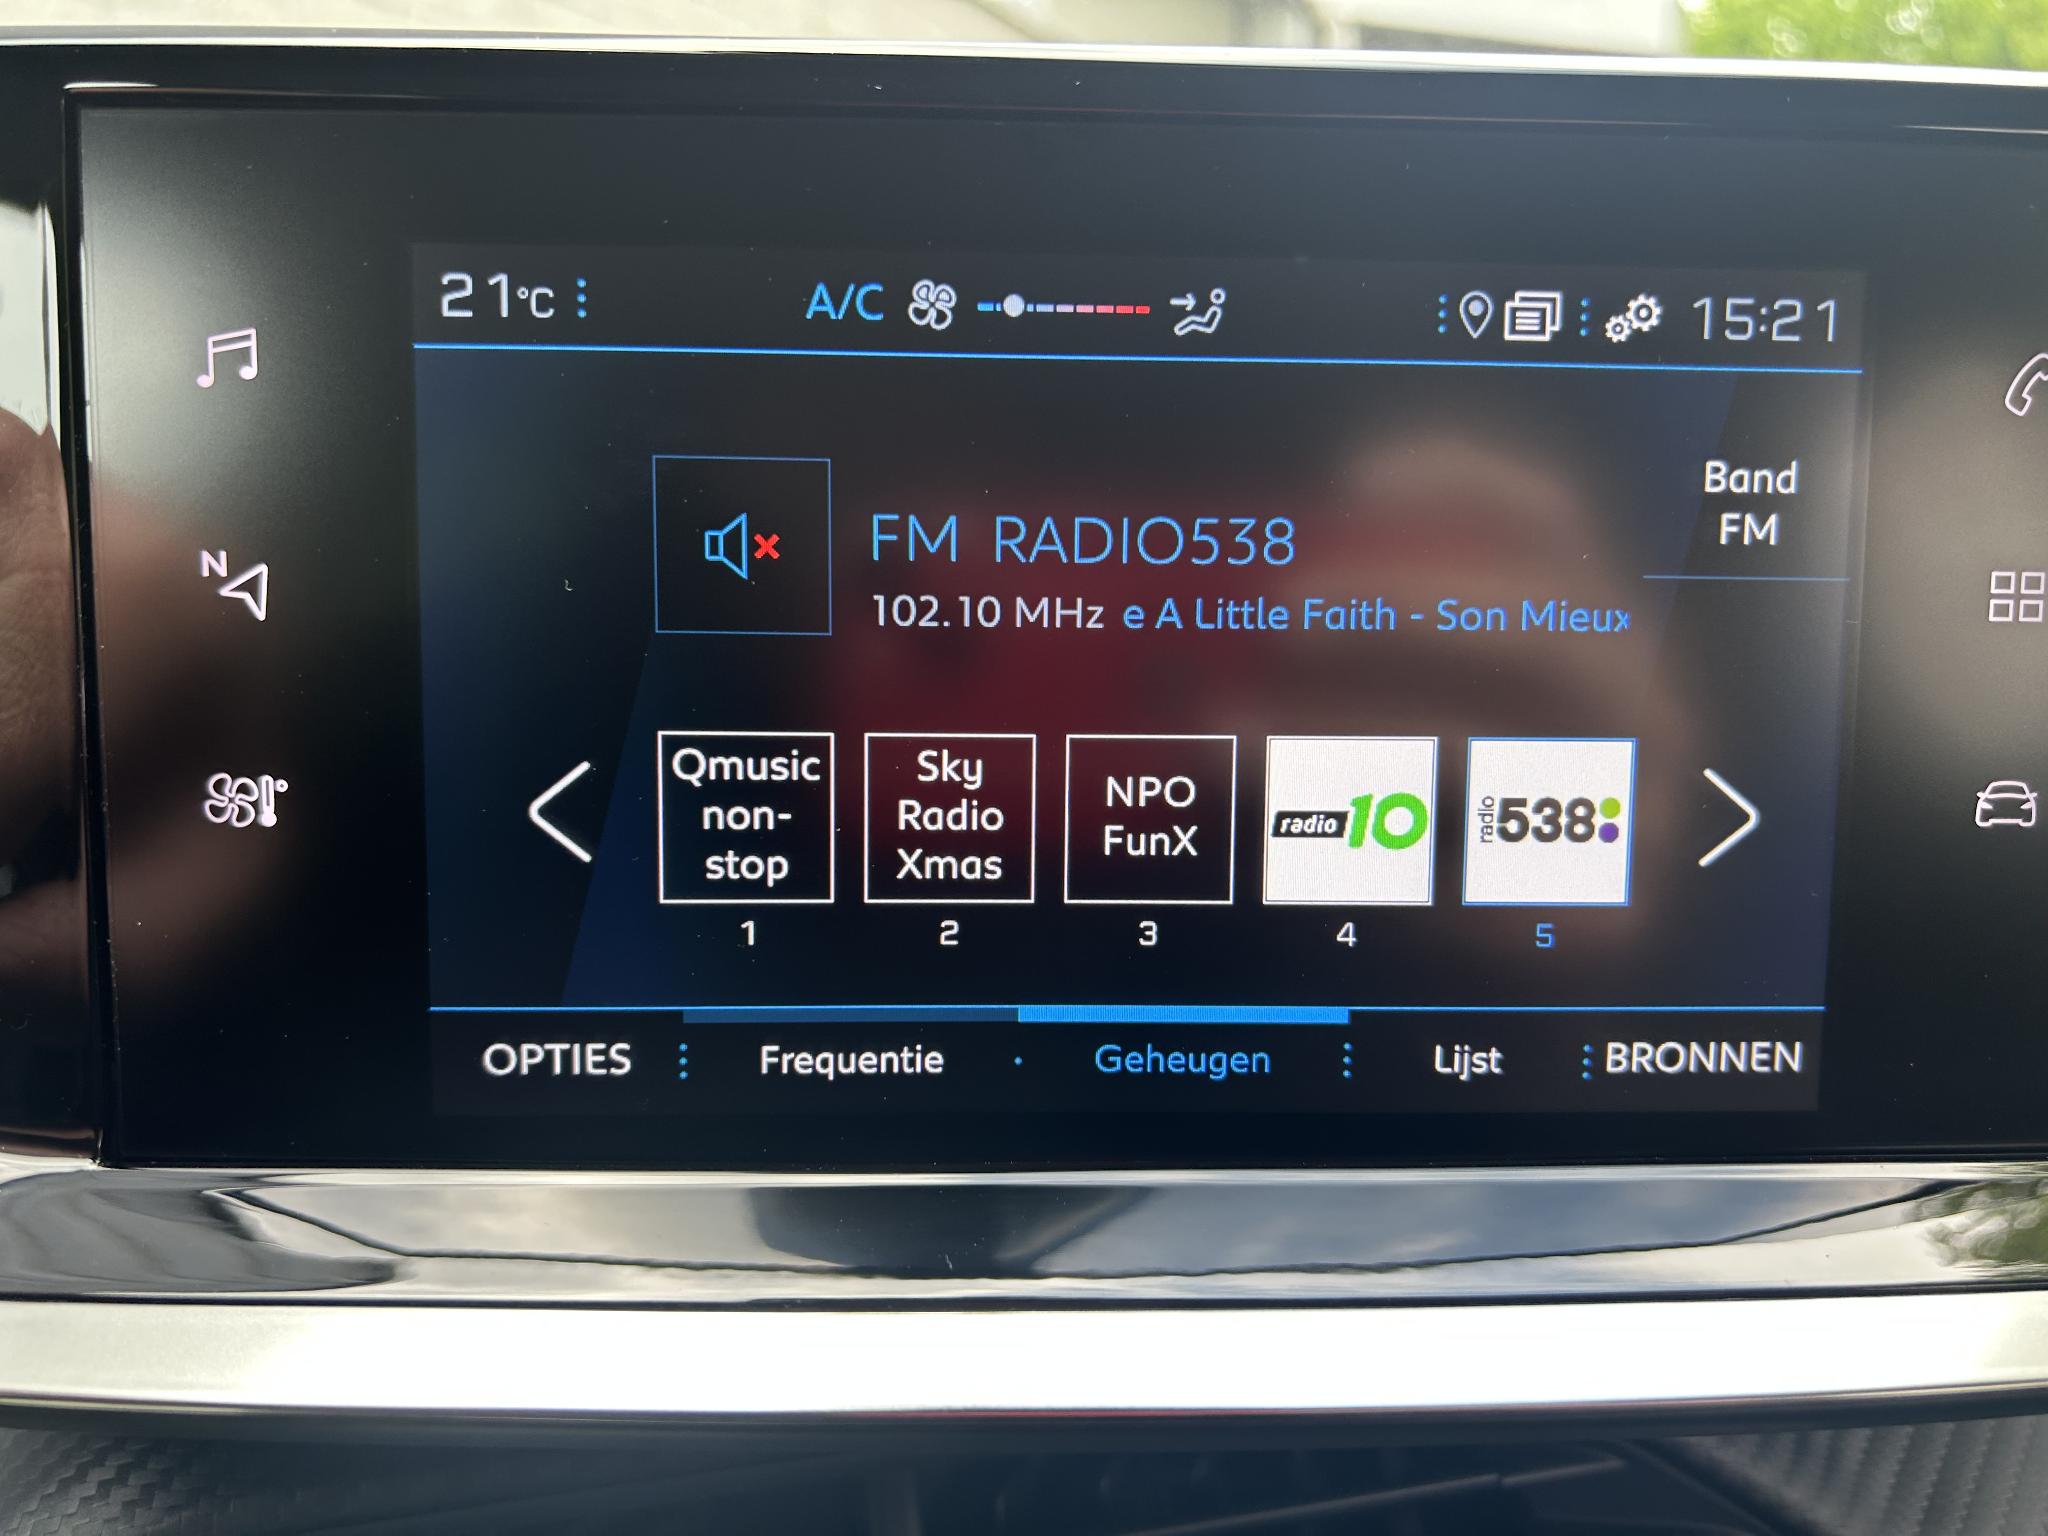 21°C A/C 15:21
Band
FM
FM RADIO538
102.10 MHz e A Little Faith - Son Mieux
N
Qmusic
non-
stop
Sky
Radio
Xmas
NPO
FunX
radio 10
radio 538
1 2 3 4 5
OPTIES Frequentie Geheugen Lijst BRONNEN